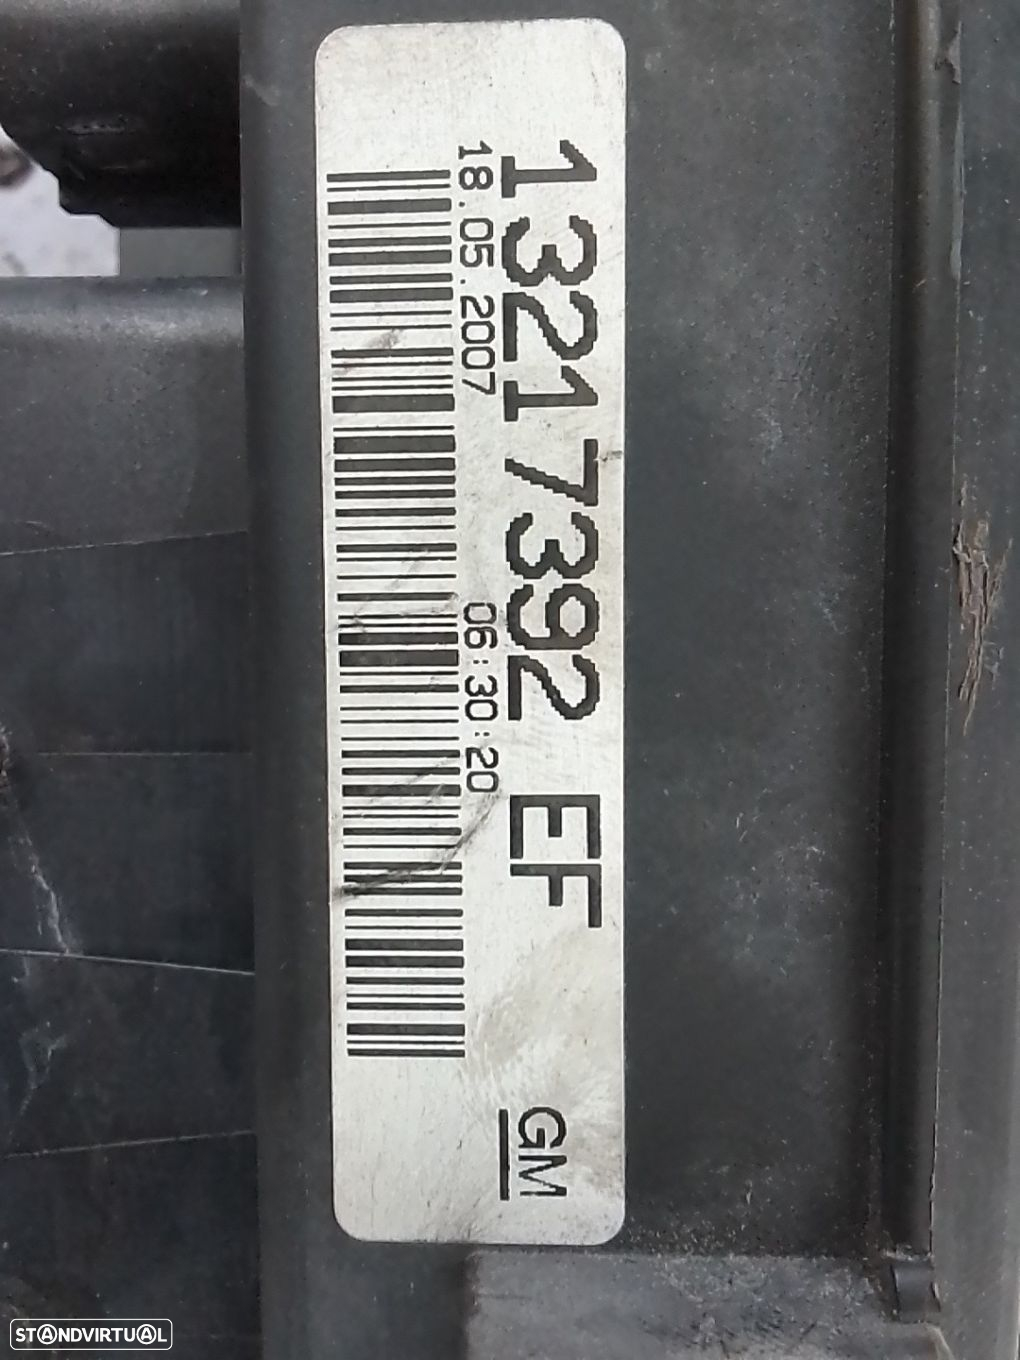 13217392 EF
18.05.2007 06:30:20
GM
STANDVIRTUAL